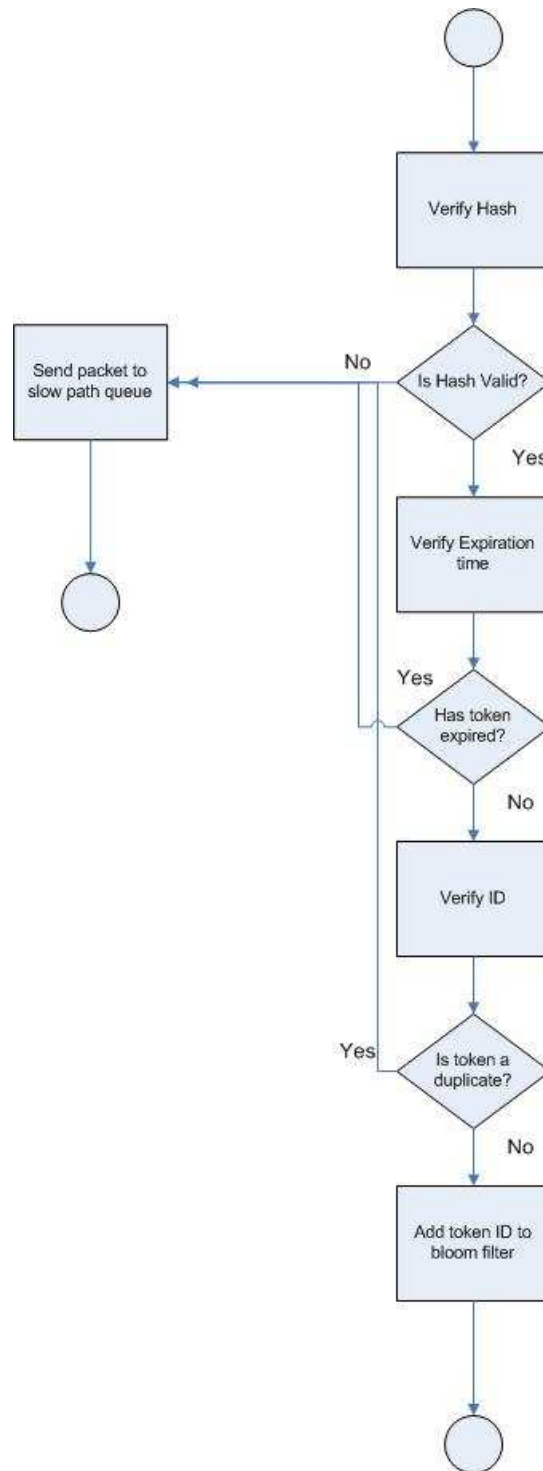 Verify Hash
Send packet to
slow path queue
No
Is Hash Valid?
Yes
Verify Expiration
time
Yes
Has token
expired?
No
Verify ID
Yes
Is token a
duplicate?
No
Add token ID to
bloom filter